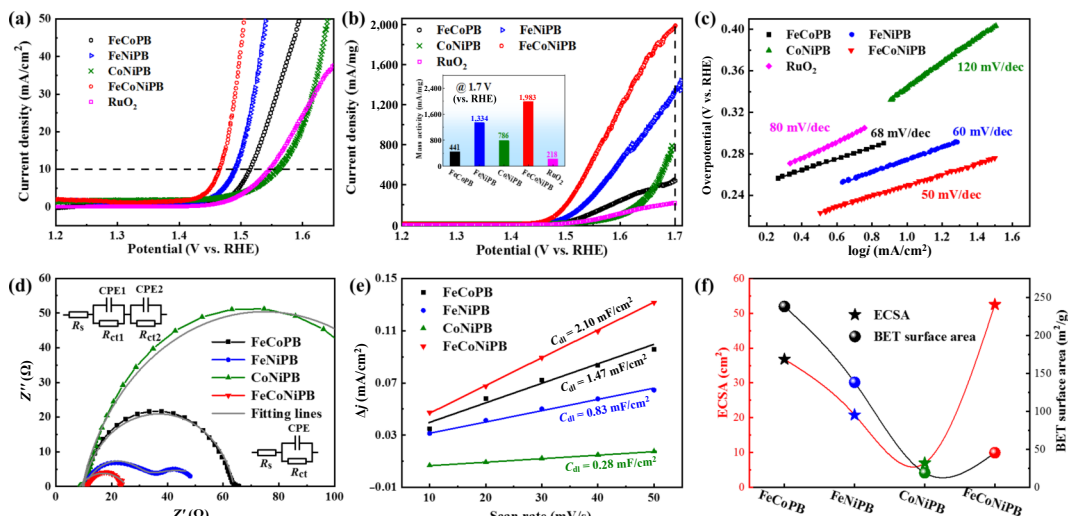 (a)
50
40
30
20
10
0
1.2
1.3
1.4
1.5
1.6
Current density (mA/cm²)
Potential (V vs. RHE)
FeCoPB
FeNiPB
CoNiPB
FeCoNiPB
RuO₂
(b)
2,000
1,600
1,200
800
400
0
1.2
1.3
1.4
1.5
1.6
1.7
Current density (mA/mg)
Potential (V vs. RHE)
FeCoPB
FeNiPB
CoNiPB
FeCoNiPB
RuO₂
@ 1.7 V
(vs. RHE)
Mass activity (mA/mg)
2,400
1,600
800
0
441
1,334
786
1,983
218
FeCoPB
FeNiPB
CoNiPB
FeCoNiPB
RuO₂
(c)
0.40
0.36
0.32
0.28
0.24
0.0
0.3
0.6
0.9
1.2
1.5
1.8
Overpotential (V vs. RHE)
logi (mA/cm²)
FeCoPB
FeNiPB
CoNiPB
FeCoNiPB
RuO₂
120 mV/dec
80 mV/dec
68 mV/dec
60 mV/dec
50 mV/dec
(d)
60
50
40
30
20
10
0
0
20
40
60
80
100
Z'' (Ω)
Z' (Ω)
CPE1
CPE2
Rs
Rct1
Rct2
FeCoPB
FeNiPB
CoNiPB
FeCoNiPB
Fitting lines
CPE
Rs
Rct
(e)
0.15
0.11
0.07
0.03
−0.01
10
20
30
40
50
Δj (mA/cm²)
Scan rate (mV/s)
FeCoPB
FeNiPB
CoNiPB
FeCoNiPB
Cdl = 2.10 mF/cm²
Cdl = 1.47 mF/cm²
Cdl = 0.83 mF/cm²
Cdl = 0.28 mF/cm²
(f)
60
50
40
30
20
10
0
ECSA (cm²)
250
200
150
100
50
0
BET surface area (m²/g)
ECSA
BET surface area
FeCoPB
FeNiPB
CoNiPB
FeCoNiPB